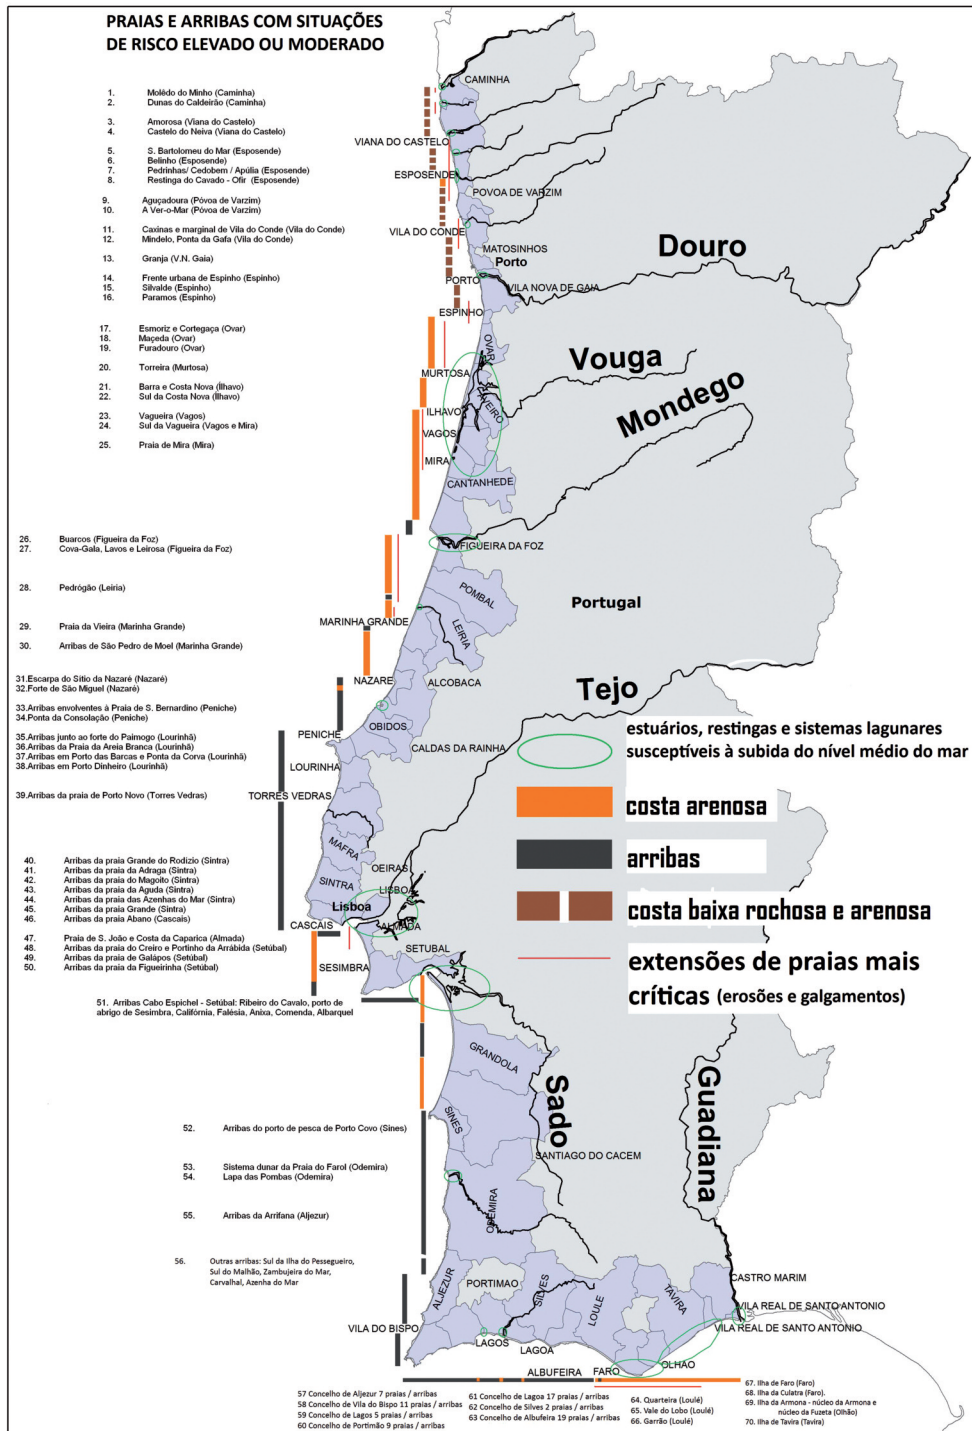 PRAIAS E ARRIBAS COM SITUAÇÕES
DE RISCO ELEVADO OU MODERADO
1. Molêdo do Minho (Caminha)
2. Dunas do Caldeirão (Caminha)
3. Amorosa (Viana do Castelo)
4. Castelo do Neiva (Viana do Castelo)
5. S. Bartolomeu do Mar (Esposende)
6. Belinho (Esposende)
7. Pedrinhas/ Cedobem / Apúlia (Esposende)
8. Restinga do Cavado - Ofir (Esposende)
9. Aguçadoura (Póvoa de Varzim)
10. A Ver-o-Mar (Póvoa de Varzim)
11. Caxinas e marginal de Vila do Conde (Vila do Conde)
12. Mindelo, Ponta da Gafa (Vila do Conde)
13. Granja (V.N. Gaia)
14. Frente urbana de Espinho (Espinho)
15. Silvalde (Espinho)
16. Paramos (Espinho)
17. Esmoriz e Cortegaça (Ovar)
18. Maçeda (Ovar)
19. Furadouro (Ovar)
20. Torreira (Murtosa)
21. Barra e Costa Nova (Ílhavo)
22. Sul da Costa Nova (Ílhavo)
23. Vagueira (Vagos)
24. Sul da Vagueira (Vagos e Mira)
25. Praia de Mira (Mira)
26. Buarcos (Figueira da Foz)
27. Cova-Gala, Lavos e Leirosa (Figueira da Foz)
28. Pedrógão (Leiria)
29. Praia da Vieira (Marinha Grande)
30. Arribas de São Pedro de Moel (Marinha Grande)
31.Escarpa do Sítio da Nazaré (Nazaré)
32.Forte de São Miguel (Nazaré)
33.Arribas envolventes à Praia de S. Bernardino (Peniche)
34.Ponta da Consolação (Peniche)
35.Arribas junto ao forte do Paimogo (Lourinhã)
36.Arribas da Praia da Areia Branca (Lourinhã)
37.Arribas em Porto das Barcas e Ponta da Corva (Lourinhã)
38.Arribas em Porto Dinheiro (Lourinhã)
39.Arribas da praia de Porto Novo (Torres Vedras)
40. Arribas da praia Grande do Rodizio (Sintra)
41. Arribas da praia da Adraga (Sintra)
42. Arribas da praia do Magoito (Sintra)
43. Arribas da praia da Aguda (Sintra)
44. Arribas da praia das Azenhas do Mar (Sintra)
45. Arribas da praia Grande (Sintra)
46. Arribas da praia Abano (Cascais)
47. Praia de S. João e Costa da Caparica (Almada)
48. Arribas da praia do Creiro e Portinho da Arrábida (Setúbal)
49. Arribas da praia de Galápos (Setúbal)
50. Arribas da praia da Figueirinha (Setúbal)
51. Arribas Cabo Espichel - Setúbal: Ribeiro do Cavalo, porto de
abrigo de Sesimbra, Califórnia, Falésia, Anixa, Comenda, Albarquel
52. Arribas do porto de pesca de Porto Covo (Sines)
53. Sistema dunar da Praia do Farol (Odemira)
54. Lapa das Pombas (Odemira)
55. Arribas da Arrifana (Aljezur)
56. Outras arribas: Sul da Ilha do Pessegueiro,
Sul do Malhão, Zambujeira do Mar,
Carvalhal, Azenha do Mar
57 Concelho de Aljezur 7 praias / arribas
58 Concelho de Vila do Bispo 11 praias / arribas
59 Concelho de Lagos 5 praias / arribas
60 Concelho de Portimão 9 praias / arribas
61 Concelho de Lagoa 17 praias / arribas
62 Concelho de Silves 2 praias / arribas
63 Concelho de Albufeira 19 praias / arribas
64. Quarteira (Loulé)
65. Vale do Lobo (Loulé)
66. Garrão (Loulé)
67. Ilha de Faro (Faro)
68. Ilha da Culatra (Faro).
69. Ilha da Armona - núcleo da Armona e
núcleo da Fuzeta (Olhão)
70. Ilha de Tavira (Tavira)
CAMINHA
VIANA DO CASTELO
ESPOSENDE
POVOA DE VARZIM
VILA DO CONDE
MATOSINHOS
Porto
PORTO
VILA NOVA DE GAIA
ESPINHO
OVAR
MURTOSA
AVEIRO
ILHAVO
VAGOS
MIRA
CANTANHEDE
FIGUEIRA DA FOZ
POMBAL
LEIRIA
MARINHA GRANDE
NAZARE
ALCOBACA
OBIDOS
PENICHE
CALDAS DA RAINHA
LOURINHA
TORRES VEDRAS
MAFRA
OEIRAS
SINTRA
LISBOA
Lisboa
CASCAIS
ALMADA
SETUBAL
SESIMBRA
GRANDOLA
SINES
SANTIAGO DO CACEM
ODEMIRA
ALJEZUR
PORTIMAO
SILVES
LOULE
TAVIRA
CASTRO MARIM
VILA REAL DE SANTO ANTONIO
VILA REAL DE SANTO ANTONIO
VILA DO BISPO
LAGOS
LAGOA
ALBUFEIRA
FARO
OLHAO
Douro
Vouga
Mondego
Portugal
Tejo
Sado
Guadiana
estuários, restingas e sistemas lagunares
susceptíveis à subida do nível médio do mar
costa arenosa
arribas
costa baixa rochosa e arenosa
extensões de praias mais
críticas (erosões e galgamentos)